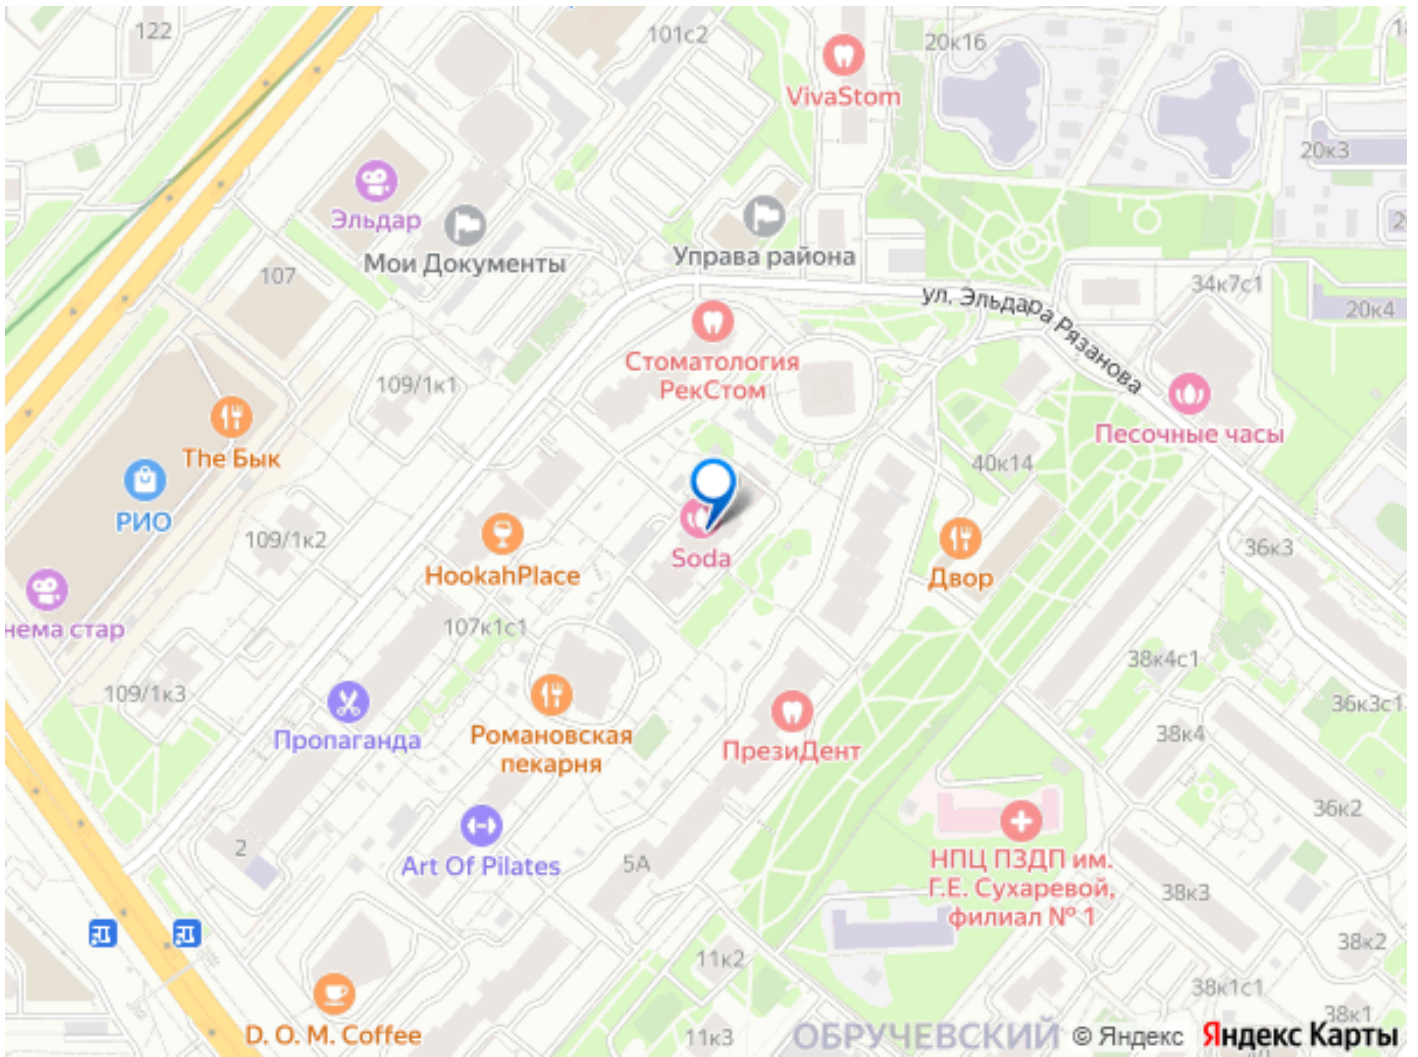 122
101с2
20к16
18
VivaStom
20к3
Эльдар
Мои Документы
Управа района
20
107
34к7с1
ул. Эльдара Рязанова
20к4
Стоматология
РекСтом
109/1к1
Песочные часы
The Бык
40к14
РИО
109/1к2
HookahPlace
Soda
Двор
36к3
нема стар
107к1с1
38к4с1
109/1к3
36к3с1
Пропаганда
Романовская
пекарня
ПрезиДент
38к4
36к2
2
Art Of Pilates
5А
НПЦ ПЗДП им.
Г.Е. Сухаревой,
филиал № 1
38к3
11к2
38к2
38к1с1
D. O. M. Coffee
11к3
ОБРУЧЕВСКИЙ
38к1
© Яндекс Яндекс Карты